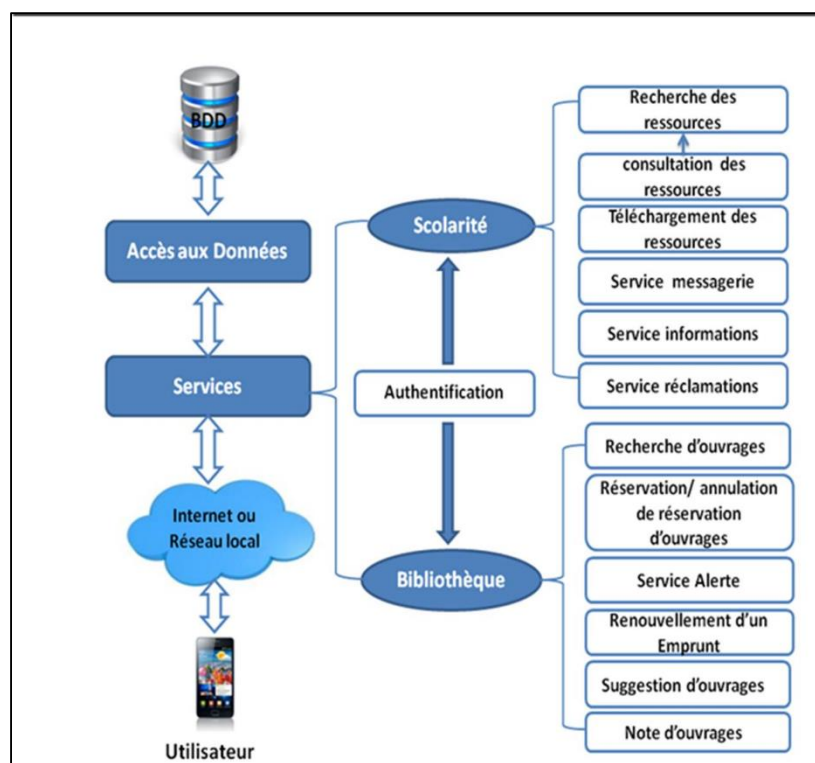 BDD
Accès aux Données
Services
Internet ou
Réseau local
Utilisateur
Scolarité
Authentification
Bibliothèque
Recherche des
ressources
consultation des
ressources
Téléchargement des
ressources
Service messagerie
Service informations
Service réclamations
Recherche d'ouvrages
Réservation/ annulation
de réservation
d'ouvrages
Service Alerte
Renouvellement d'un
Emprunt
Suggestion d'ouvrages
Note d'ouvrages